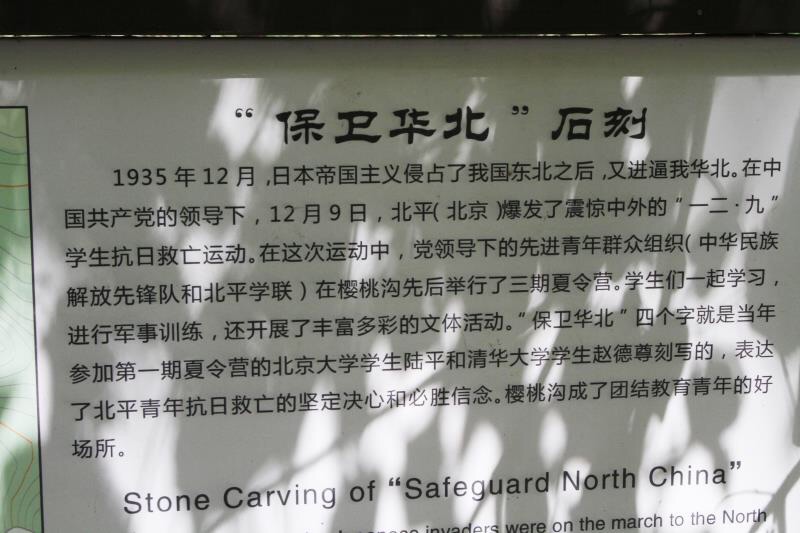 “保卫华北”石刻
1935年12月,日本帝国主义侵占了我国东北之后,又进逼我华北。在中
国共产党的领导下，12月9日，北平(北京)爆发了震惊中外的“一二·九”
学生抗日救亡运动。在这次运动中，党领导下的先进青年群众组织(中华民族
解放先锋队和北平学联）在樱桃沟先后举行了三期夏令营。学生们一起学习，
进行军事训练，还开展了丰富多彩的文体活动。“保卫华北”四个字就是当年
参加第一期夏令营的北京大学学生陆平和清华大学学生赵德尊刻写的，表达
了北平青年抗日救亡的坚定决心和必胜信念。樱桃沟成了团结教育青年的好
场所。
Stone Carving of “Safeguard North China”
invaders were on the march to the North